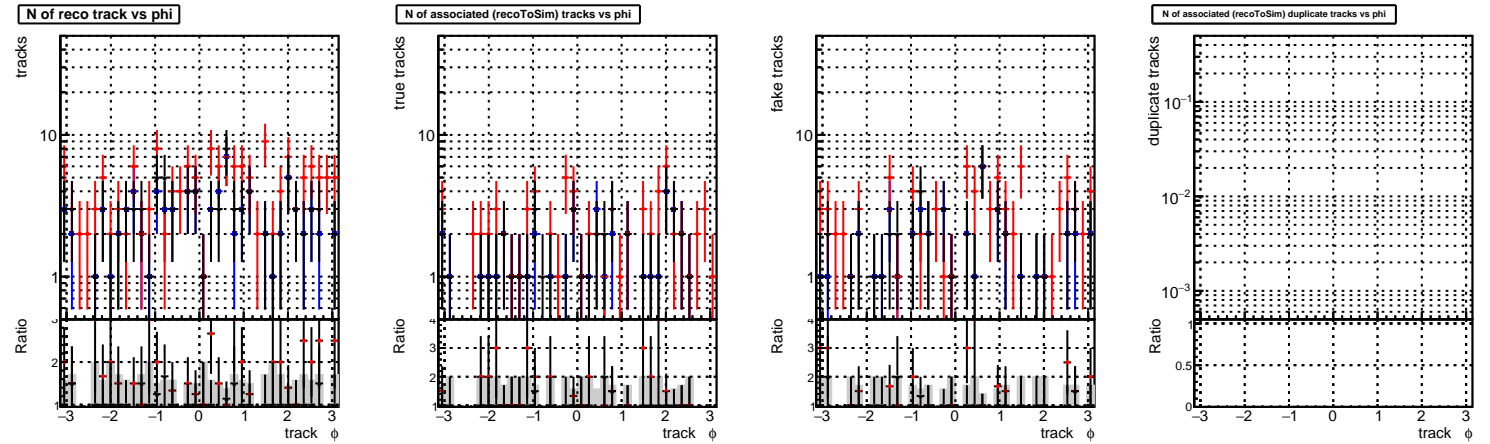 N of reco track vs phi
tracks
10
1
Ratio
3
2
1
−3 −2 −1 0 1 2 3
track ϕ
N of associated (recoToSim) tracks vs phi
true tracks
10
1
Ratio
4
3
2
1
−3 −2 −1 0 1 2 3
track ϕ
fake tracks
10
1
Ratio
4
3
2
1
−3 −2 −1 0 1 2 3
track ϕ
N of associated (recoToSim) duplicate tracks vs phi
duplicate tracks
10−1
10−2
10−3
Ratio
1
0.5
0
−3 −2 −1 0 1 2 3
track ϕ